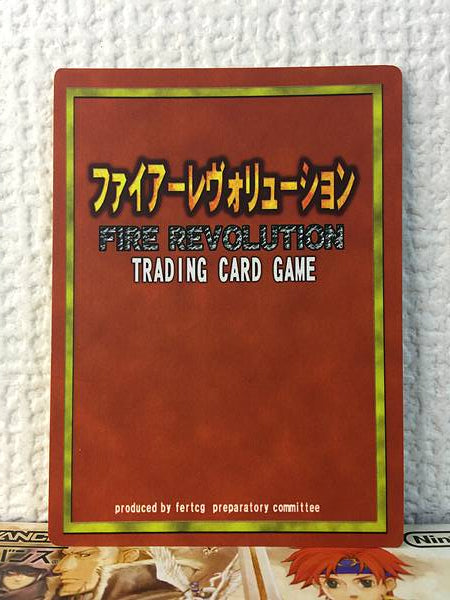 ファイアーレヴォリューション
FIRE REVOLUTION
TRADING CARD GAME
produced by fertcg preparatory committee